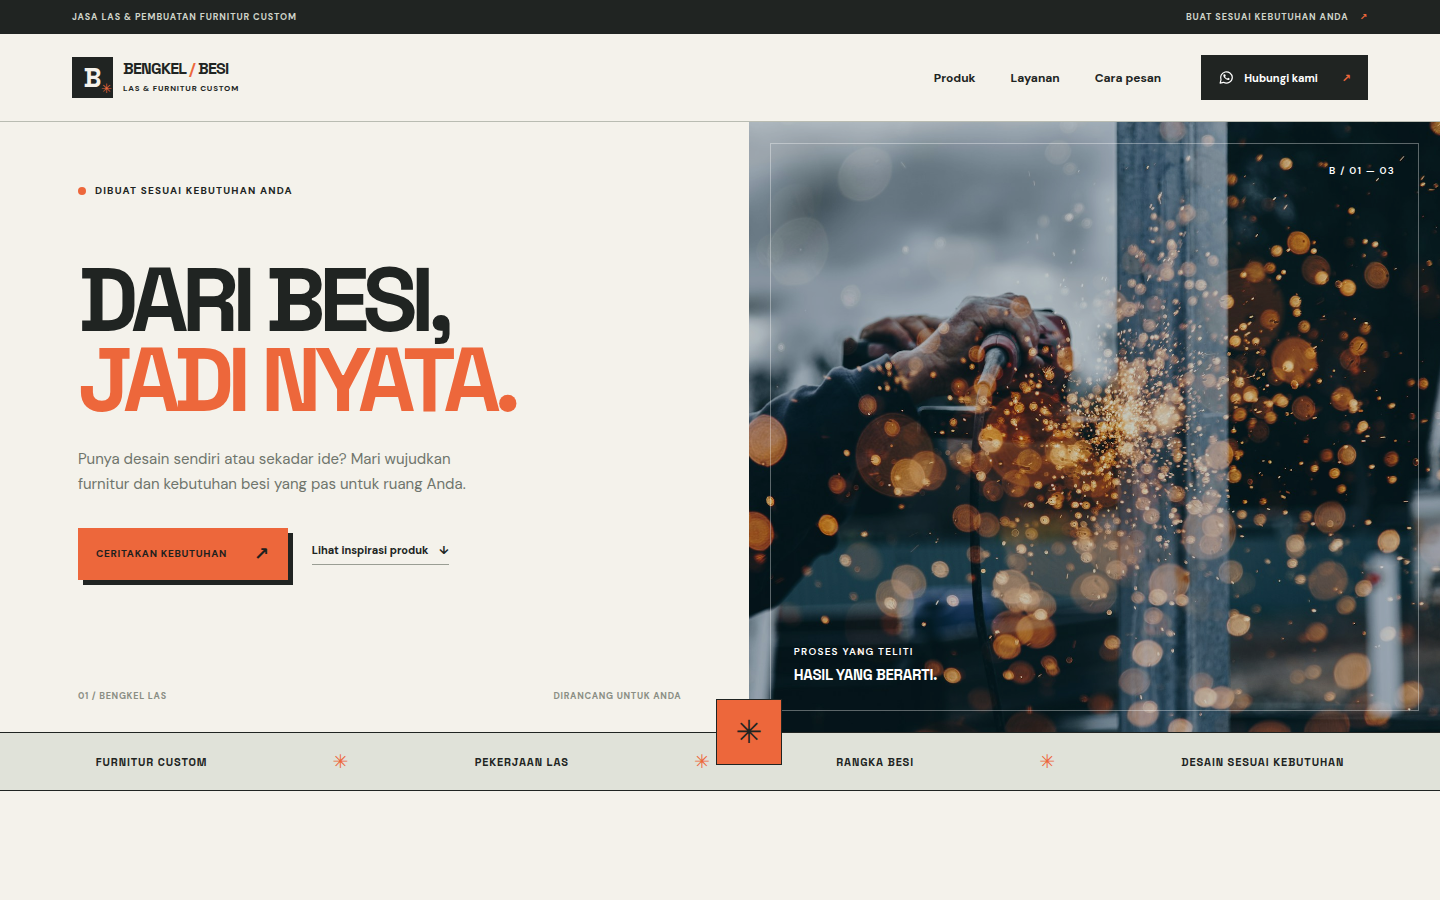 JASA LAS & PEMBUATAN FURNITUR CUSTOM
BUAT SESUAI KEBUTUHAN ANDA ↗
B
BENGKEL / BESI
LAS & FURNITUR CUSTOM
Produk
Layanan
Cara pesan
Hubungi kami ↗
DIBUAT SESUAI KEBUTUHAN ANDA
DARI BESI,
JADI NYATA.
Punya desain sendiri atau sekadar ide? Mari wujudkan
furnitur dan kebutuhan besi yang pas untuk ruang Anda.
CERITAKAN KEBUTUHAN ↗
Lihat inspirasi produk ↓
01 / BENGKEL LAS
DIRANCANG UNTUK ANDA
B / 01 — 03
PROSES YANG TELITI
HASIL YANG BERARTI.
FURNITUR CUSTOM
PEKERJAAN LAS
RANGKA BESI
DESAIN SESUAI KEBUTUHAN